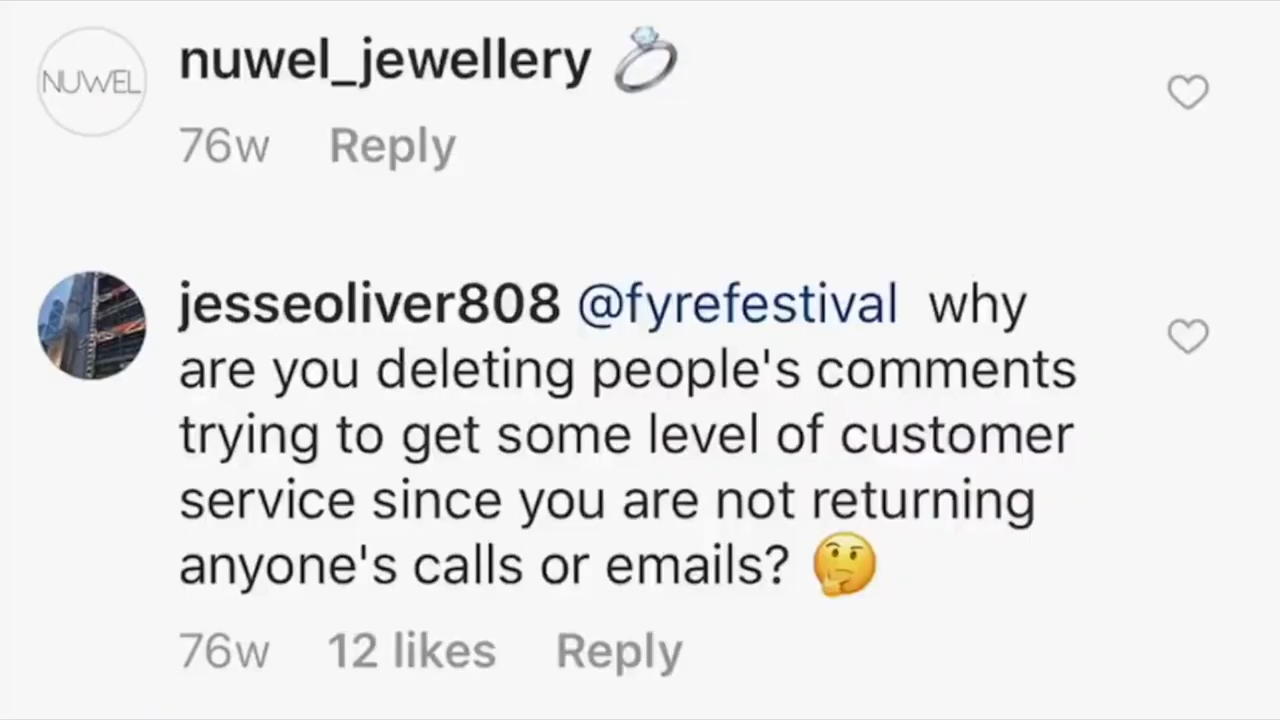 NUWEL
nuwel_jewellery 💍
76w Reply
jesseoliver808 @fyrefestival why
are you deleting people's comments
trying to get some level of customer
service since you are not returning
anyone's calls or emails? 🤔
76w 12 likes Reply